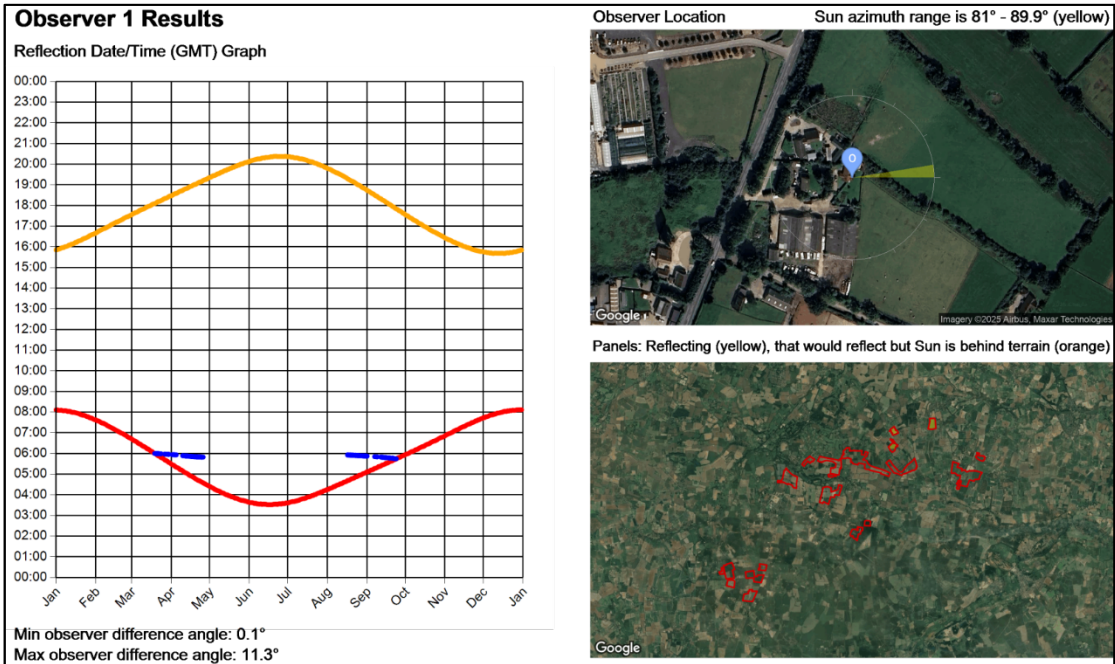 Observer 1 Results
Reflection Date/Time (GMT) Graph
00:00
23:00
22:00
21:00
20:00
19:00
18:00
17:00
16:00
15:00
14:00
13:00
12:00
11:00
10:00
09:00
08:00
07:00
06:00
05:00
04:00
03:00
02:00
01:00
00:00
Jan Feb Mar Apr May Jun Jul Aug Sep Oct Nov Dec Jan
Min observer difference angle: 0.1°
Max observer difference angle: 11.3°
Observer Location Sun azimuth range is 81° - 89.9° (yellow)
O
Google
Imagery ©2025 Airbus, Maxar Technologies
Panels: Reflecting (yellow), that would reflect but Sun is behind terrain (orange)
Google